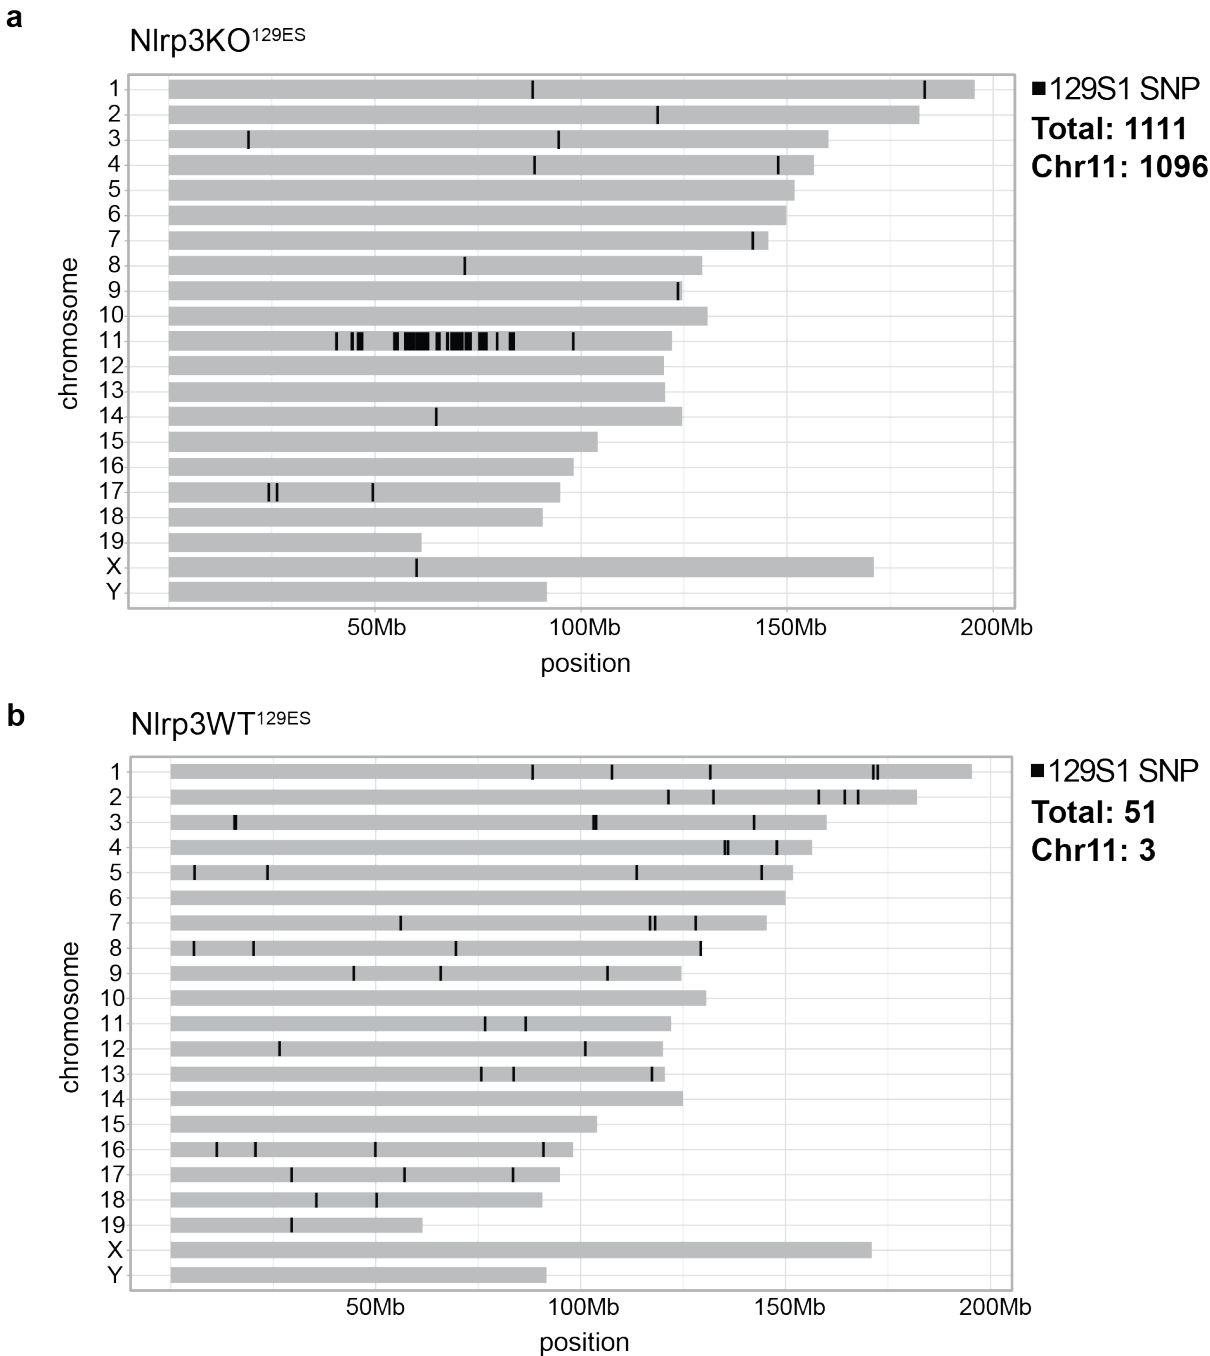 a
Nlrp3KO129ES
129S1 SNP
Total: 1111
Chr11: 1096
chromosome
1
2
3
4
5
6
7
8
9
10
11
12
13
14
15
16
17
18
19
X
Y
50Mb 100Mb 150Mb 200Mb
position
b
Nlrp3WT129ES
129S1 SNP
Total: 51
Chr11: 3
chromosome
1
2
3
4
5
6
7
8
9
10
11
12
13
14
15
16
17
18
19
X
Y
50Mb 100Mb 150Mb 200Mb
position